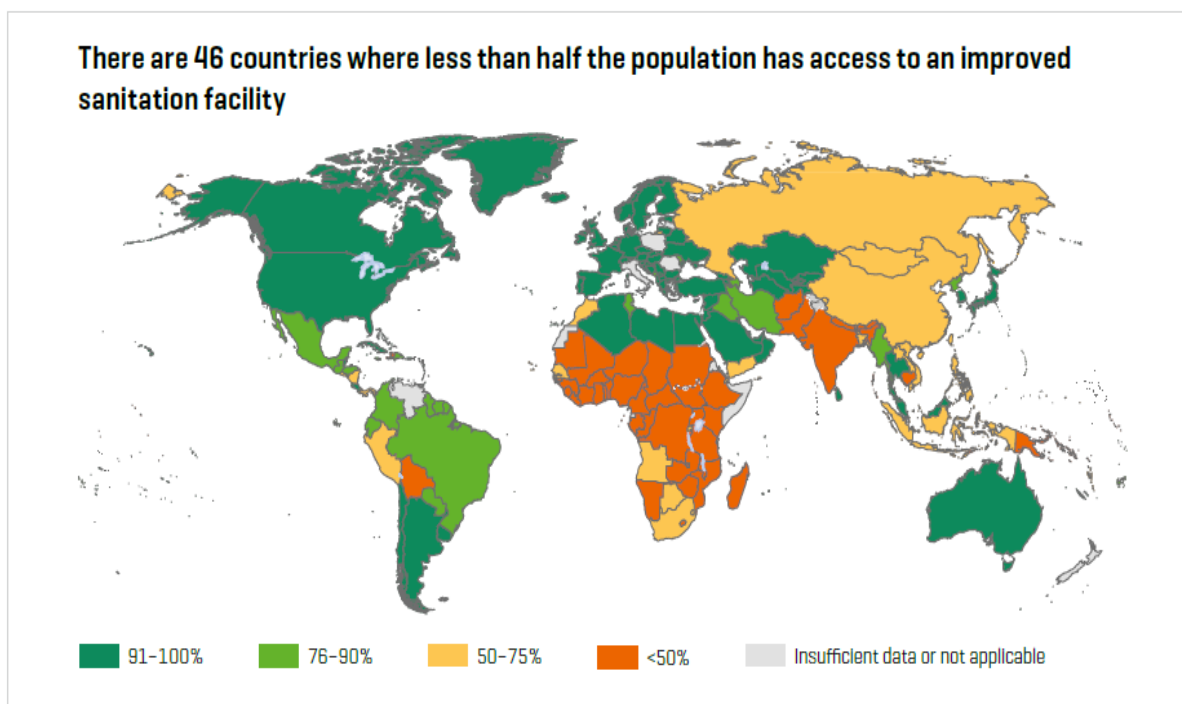 There are 46 countries where less than half the population has access to an improved
sanitation facility
91–100%
76–90%
50–75%
<50%
Insufficient data or not applicable